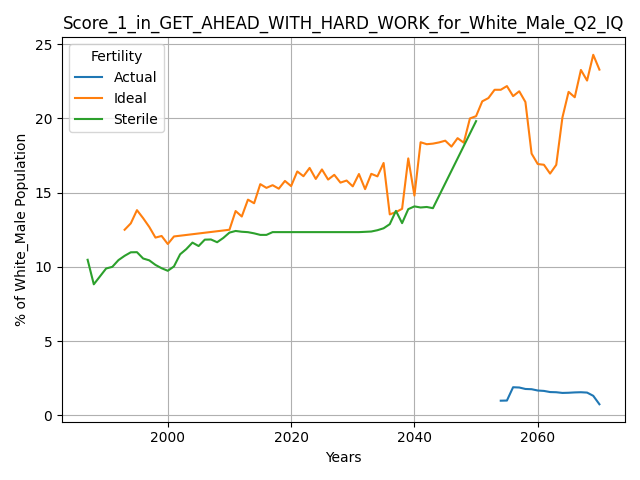 Score_1_in_GET_AHEAD_WITH_HARD_WORK_for_White_Male_Q2_IQ
Fertility
Actual
Ideal
Sterile
25
20
15
10
5
0
% of White_Male Population
2000
2020
2040
2060
Years